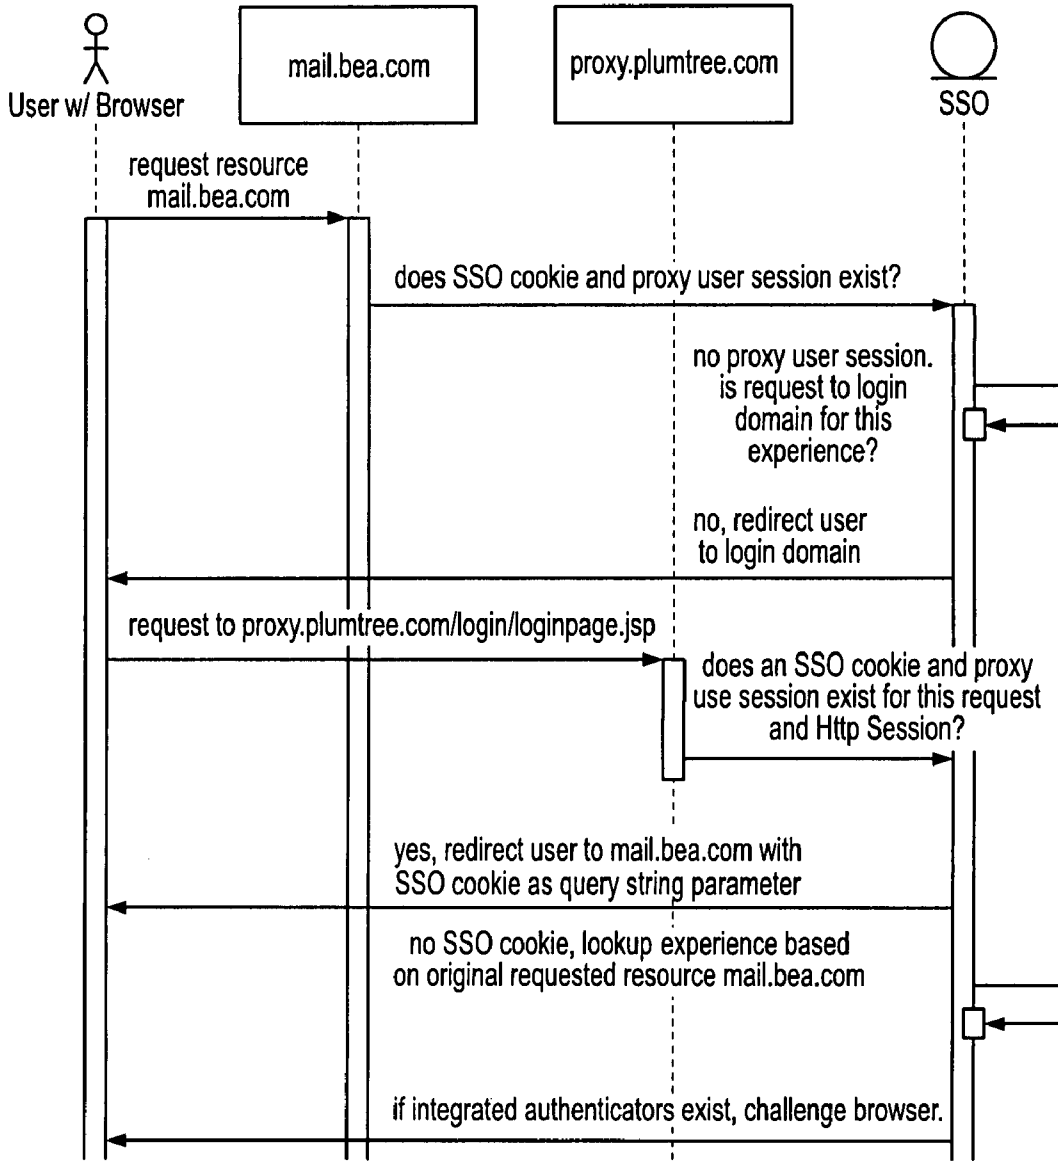 mail.bea.com
proxy.plumtree.com
User w/ Browser
SSO
request resource
mail.bea.com
does SSO cookie and proxy user session exist?
no proxy user session.
is request to login
domain for this
experience?
no, redirect user
to login domain
request to proxy.plumtree.com/login/loginpage.jsp
does an SSO cookie and proxy
use session exist for this request
and Http Session?
yes, redirect user to mail.bea.com with
SSO cookie as query string parameter
no SSO cookie, lookup experience based
on original requested resource mail.bea.com
if integrated authenticators exist, challenge browser.